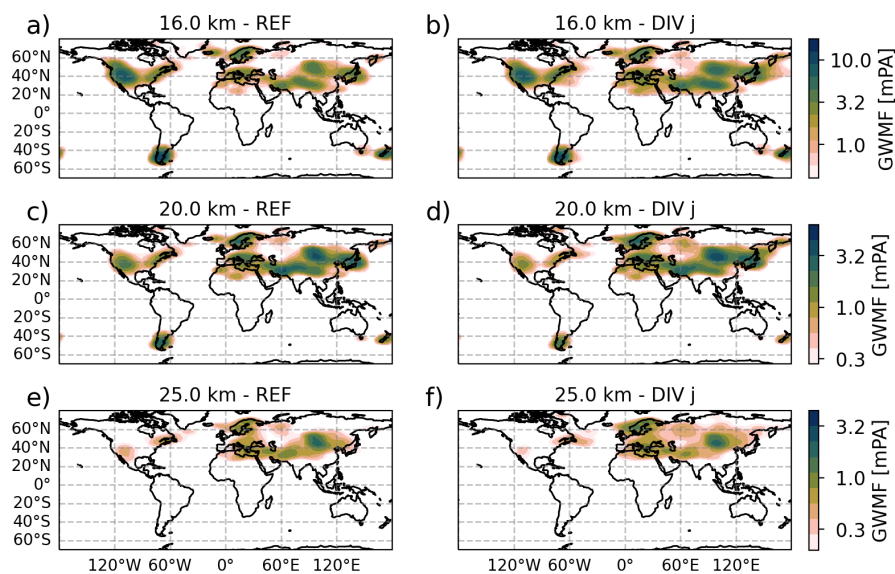 a) 16.0 km - REF
b) 16.0 km - DIV j
60°N
40°N
20°N
0°
20°S
40°S
60°S
10.0
3.2
1.0
GWMF [mPA]
c) 20.0 km - REF
d) 20.0 km - DIV j
60°N
40°N
20°N
0°
20°S
40°S
60°S
3.2
1.0
0.3
GWMF [mPA]
e) 25.0 km - REF
f) 25.0 km - DIV j
60°N
40°N
20°N
0°
20°S
40°S
60°S
3.2
1.0
0.3
GWMF [mPA]
120°W 60°W 0° 60°E 120°E
120°W 60°W 0° 60°E 120°E